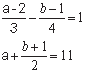 a-2/3 - b-1/4 = 1
a + b+1/2 = 11